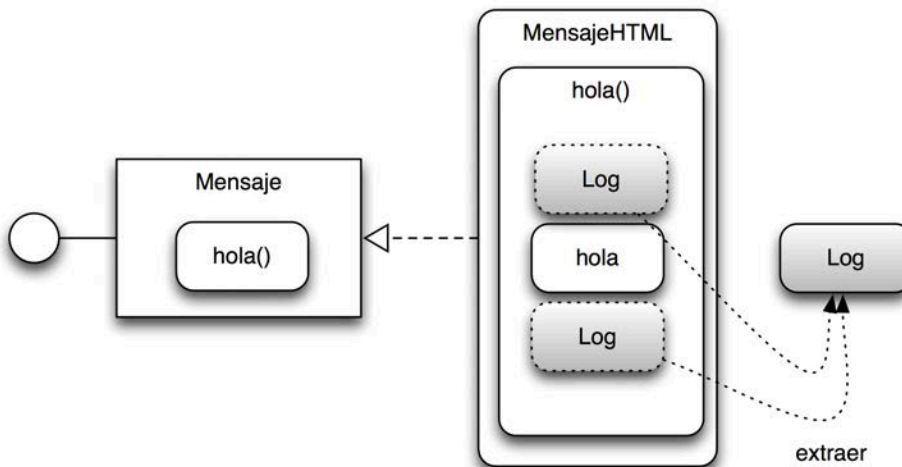 Mensaje
hola()
MensajeHTML
hola()
Log
hola
Log
Log
extraer